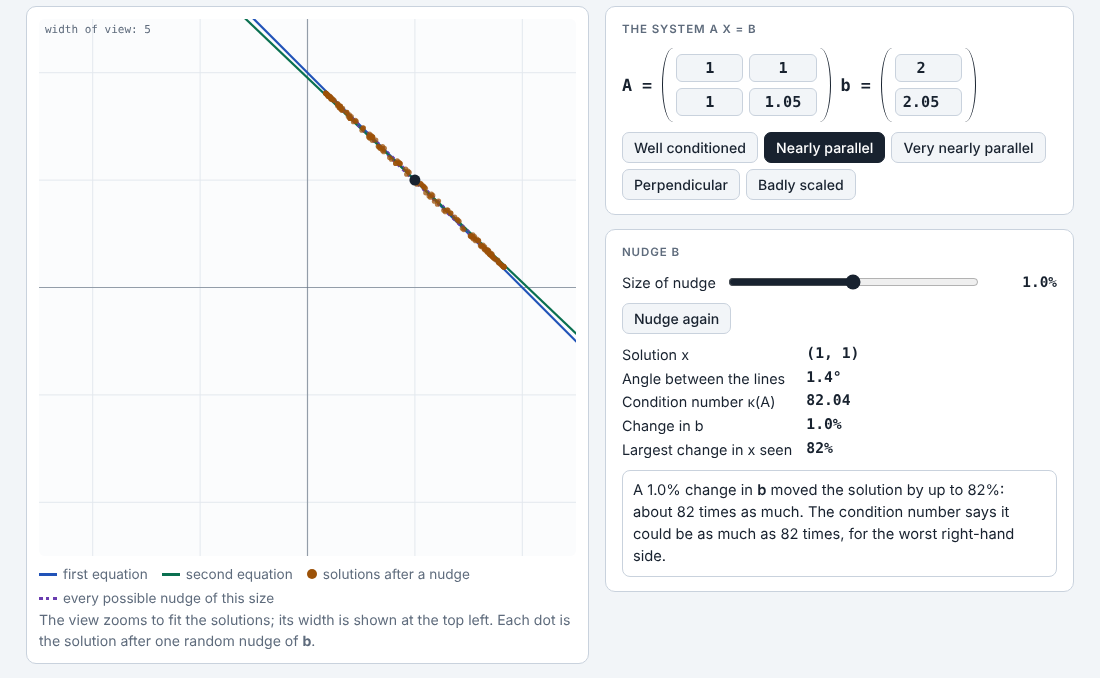 width of view: 5
first equation second equation solutions after a nudge
every possible nudge of this size
The view zooms to fit the solutions; its width is shown at the top left. Each dot is
the solution after one random nudge of b.
THE SYSTEM A X = B
A = 1 1 b = 2
1 1.05 2.05
Well conditioned Nearly parallel Very nearly parallel
Perpendicular Badly scaled
NUDGE B
Size of nudge 1.0%
Nudge again
Solution x (1, 1)
Angle between the lines 1.4°
Condition number κ(A) 82.04
Change in b 1.0%
Largest change in x seen 82%
A 1.0% change in b moved the solution by up to 82%:
about 82 times as much. The condition number says it
could be as much as 82 times, for the worst right-hand
side.